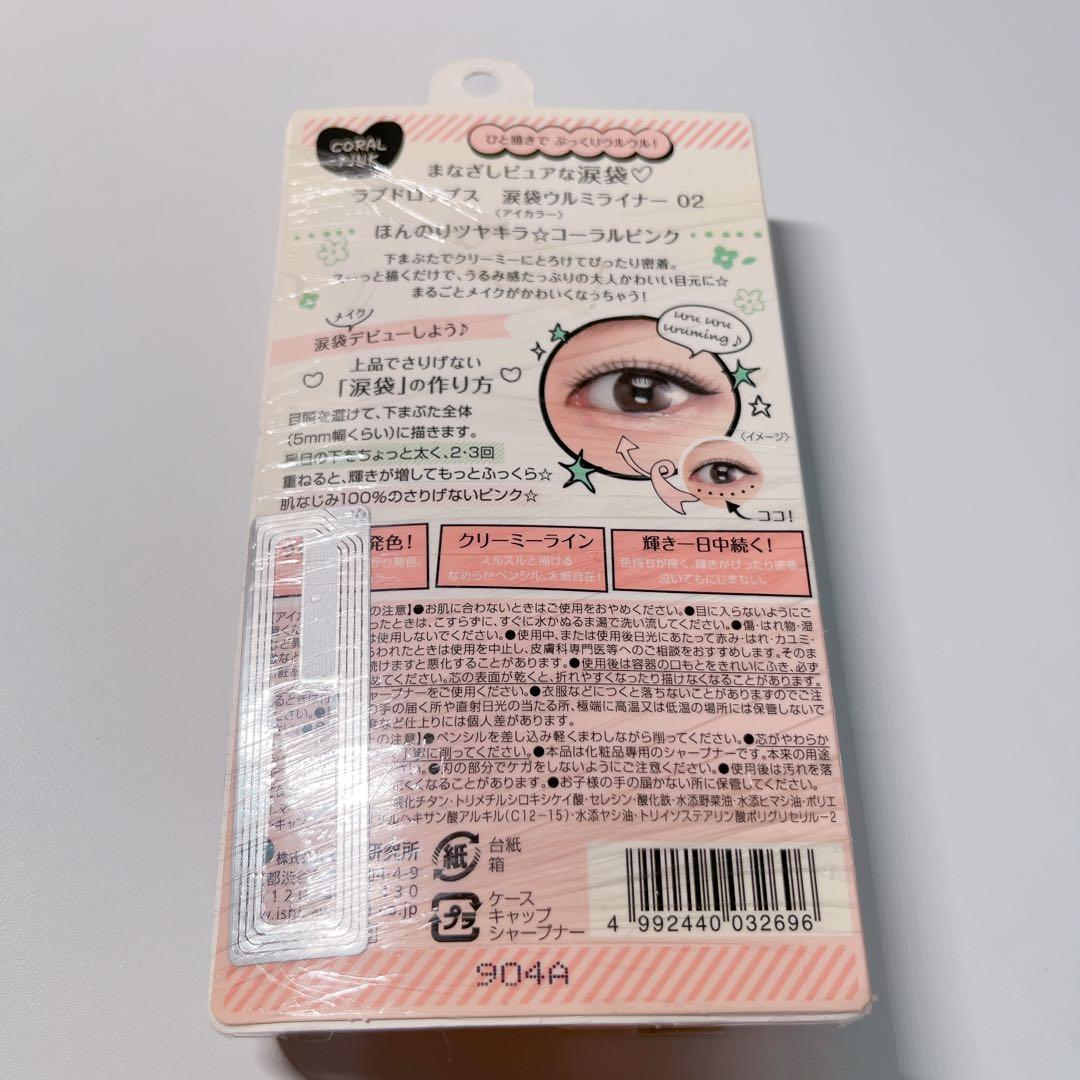 CORAL PINK
ひと描きで ぷっくりウルウル!
まなざしピュアな涙袋♡
ラブドロップス 涙袋ウルミライナー 02
〈アイカラー〉
ほんのりツヤキラ☆コーラルピンク
下まぶたでクリーミーにとろけてぴったり密着。
スーっと描くだけで、うるみ感たっぷりの大人かわいい目元に☆
まるごとメイクがかわいくなっちゃう!
メイク
涙袋デビューしよう♪
上品でさりげない
「涙袋」の作り方
目頭を避けて、下まぶた全体
(5mm幅くらい)に描きます。
黒目の下をちょっと太く、2・3回
重ねると、輝きが増してもっとふっくら☆
肌なじみ100%のさりげないピンク☆
uru uru
uruming♪
〈イメージ〉
ココ!
発色!
かり発色
ラー。
クリーミーライン
スルスルと描ける
なめらかペンシル。太細自在!
輝き一日中続く!
色持ちが良く、輝きがぴったり密着
泣いてもにじまない。
の注意】●お肌に合わないときはご使用をおやめください。●目に入らないようにご
ったときは、こすらずに、すぐに水かぬるま湯で洗い流してください。●傷・はれ物・湿
は使用しないでください。●使用中、または使用後日光にあたって赤み・はれ・カユミ・
らわれたときは使用を中止し、皮膚科専門医等へのご相談をおすすめします。そのま
続けますと悪化することがあります。●使用後は容器の口もとをきれいにふき、必ず
めてください。芯の表面が乾くと、折れやすくなったり描けなくなることがあります。
シャープナーをご使用ください。●衣服などにつくと落ちないことがありますのでご注
の手の届く所や直射日光の当たる所、極端に高温又は低温の場所には保管しないで
など仕上りには個人差があります。
の注意】●ペンシルを差し込み軽くまわしながら削ってください。●芯がやわらか
に削ってください。●本品は化粧品専用のシャープナーです。本来の用途
●刃の部分でケガをしないようにご注意ください。●使用後は汚れを落
くくなることがあります。●お子様の手の届かない所に保管してください。
酸化チタン・トリメチルシロキシケイ酸・セレシン・酸化鉄・水添野菜油・水添ヒマシ油・ポリエ
ルヘキサン酸アルキル(C12-15)・水添ヤシ油・トリイソステアリン酸ポリグリセリル-2
株式 研究所
都渋谷 4-4-9
130
紙
台紙
箱
プラ
ケース
キャップ
シャープナー
4 992440 032696
904A